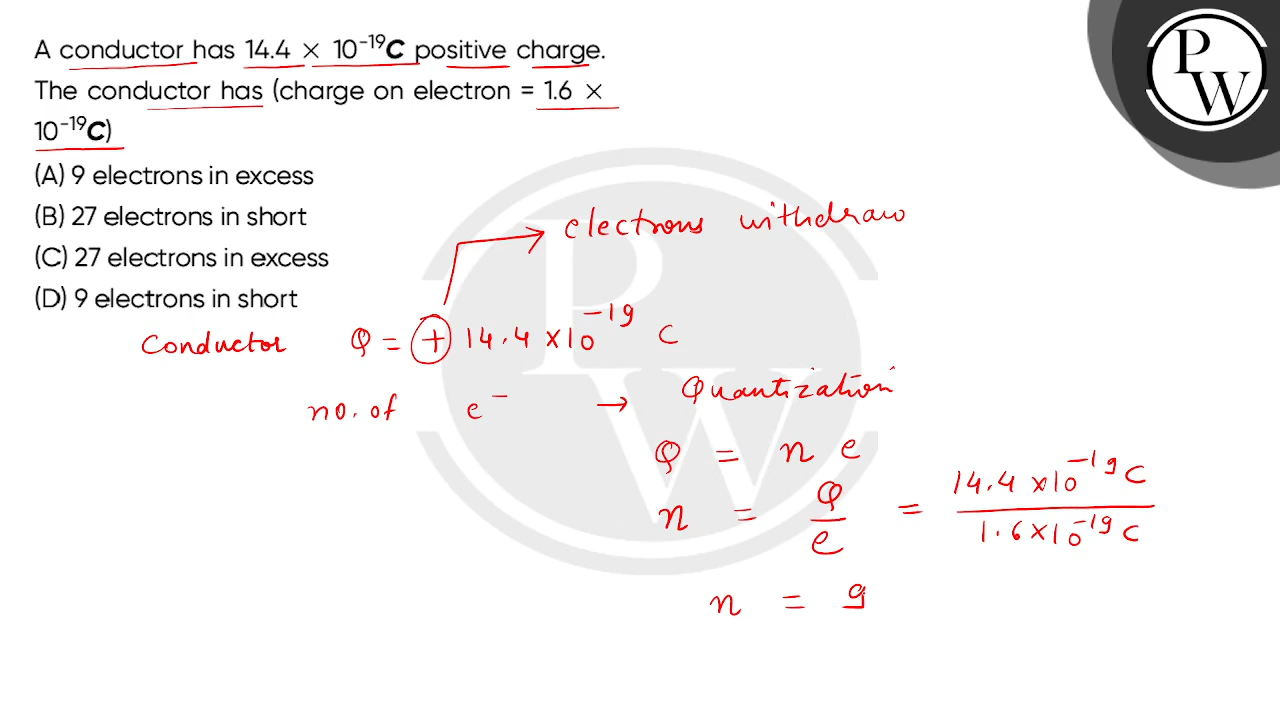 A conductor has 14.4 × 10⁻¹⁹C positive charge.
The conductor has (charge on electron = 1.6 ×
10⁻¹⁹C)
(A) 9 electrons in excess
(B) 27 electrons in short
(C) 27 electrons in excess
(D) 9 electrons in short
electrons withdraw
Conductor Q = + 14.4 × 10⁻¹⁹ C
no. of e⁻ → Quantization
Q = n e
n = Q/e = 14.4 × 10⁻¹⁹ C / 1.6 × 10⁻¹⁹ C
n = 9
P W
P W